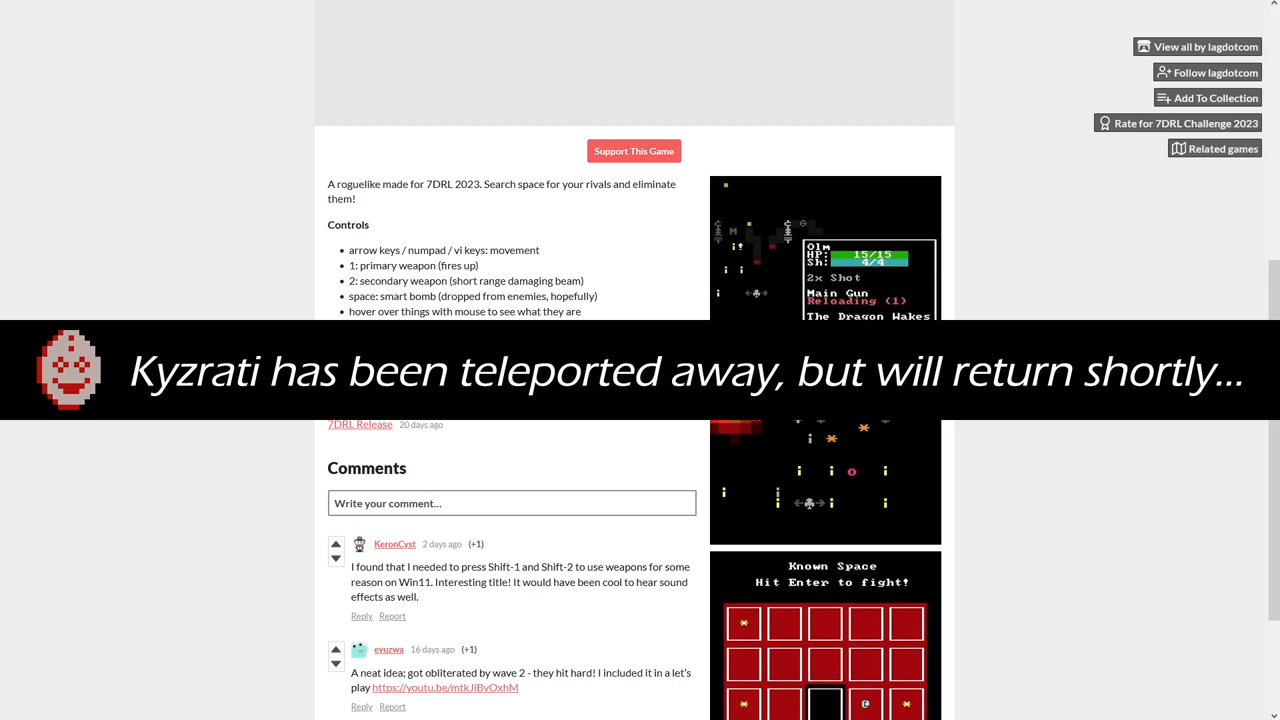 View all by lagdotcom
Follow lagdotcom
Add To Collection
Rate for 7DRL Challenge 2023
Related games
Support This Game
A roguelike made for 7DRL 2023. Search space for your rivals and eliminate
them!
Controls
• arrow keys / numpad / vi keys: movement
• 1: primary weapon (fires up)
• 2: secondary weapon (short range damaging beam)
• space: smart bomb (dropped from enemies, hopefully)
• hover over things with mouse to see what they are
Olm
HP: 15/15
Sh: 4/4
2x Shot
Main Gun
Reloading (1)
The Dragon Wakes
Kyzrati has been teleported away, but will return shortly...
7DRL Release 20 days ago
Comments
Write your comment...
KeronCyst 2 days ago (+1)
I found that I needed to press Shift-1 and Shift-2 to use weapons for some
reason on Win11. Interesting title! It would have been cool to hear sound
effects as well.
Reply Report
eyuzwa 16 days ago (+1)
A neat idea; got obliterated by wave 2 - they hit hard! I included it in a let's
play https://youtu.be/mtkJiBvOxhM
Reply Report
Known Space
Hit Enter to fight!